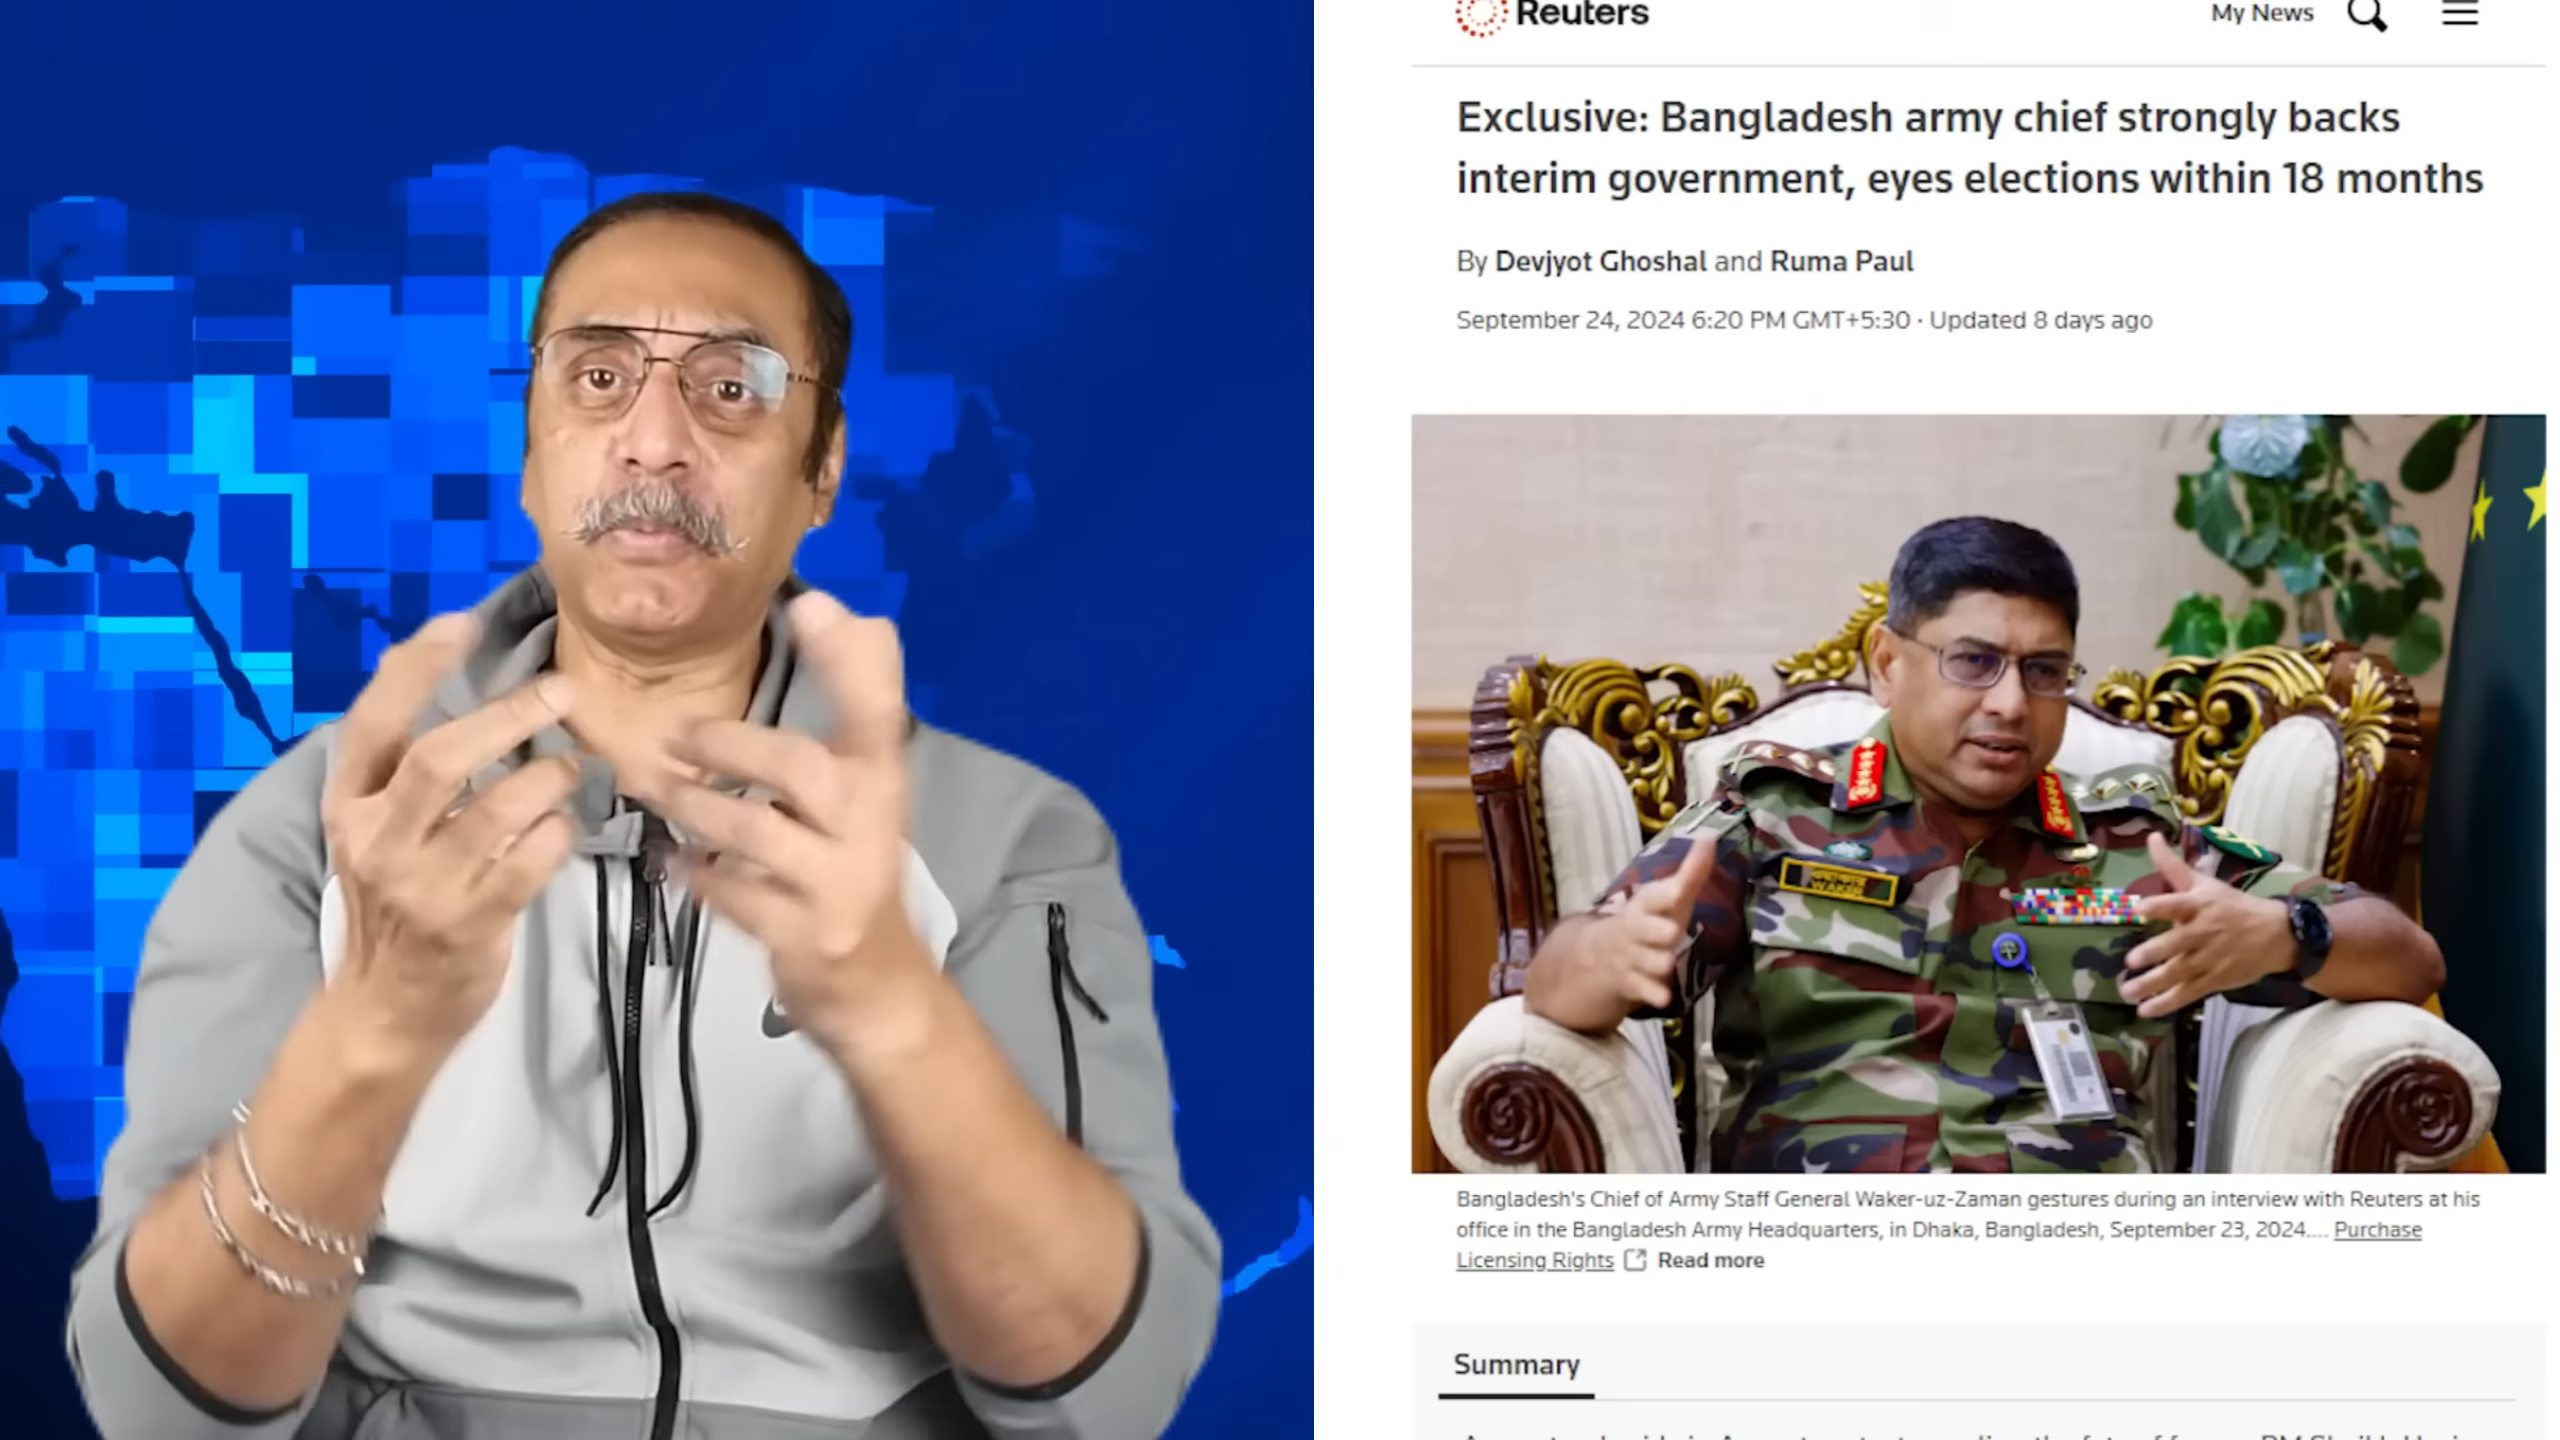 Reuters
My News
Exclusive: Bangladesh army chief strongly backs
interim government, eyes elections within 18 months
By Devjyot Ghoshal and Ruma Paul
September 24, 2024 6:20 PM GMT+5:30 · Updated 8 days ago
WAKER
Bangladesh's Chief of Army Staff General Waker-uz-Zaman gestures during an interview with Reuters at his
office in the Bangladesh Army Headquarters, in Dhaka, Bangladesh, September 23, 2024.... Purchase
Licensing Rights Read more
Summary